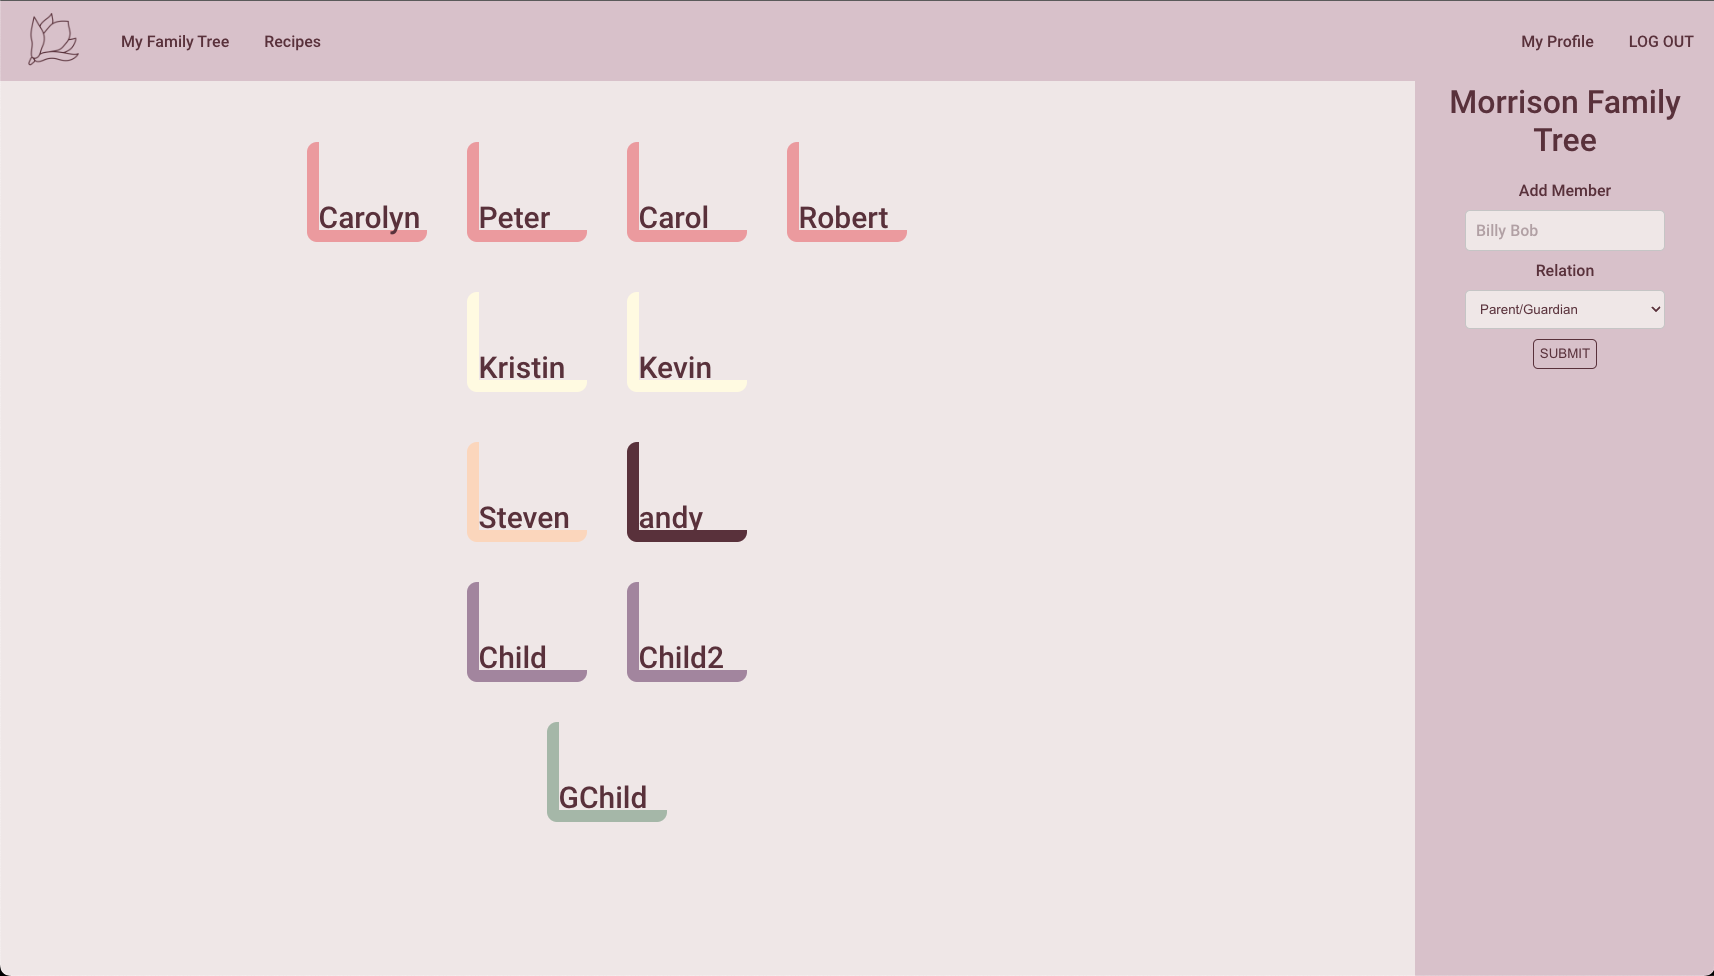 My Family Tree
Recipes
My Profile
LOG OUT
Morrison Family
Tree
Add Member
Billy Bob
Relation
Parent/Guardian
SUBMIT
Carolyn
Peter
Carol
Robert
Kristin
Kevin
Steven
andy
Child
Child2
GChild